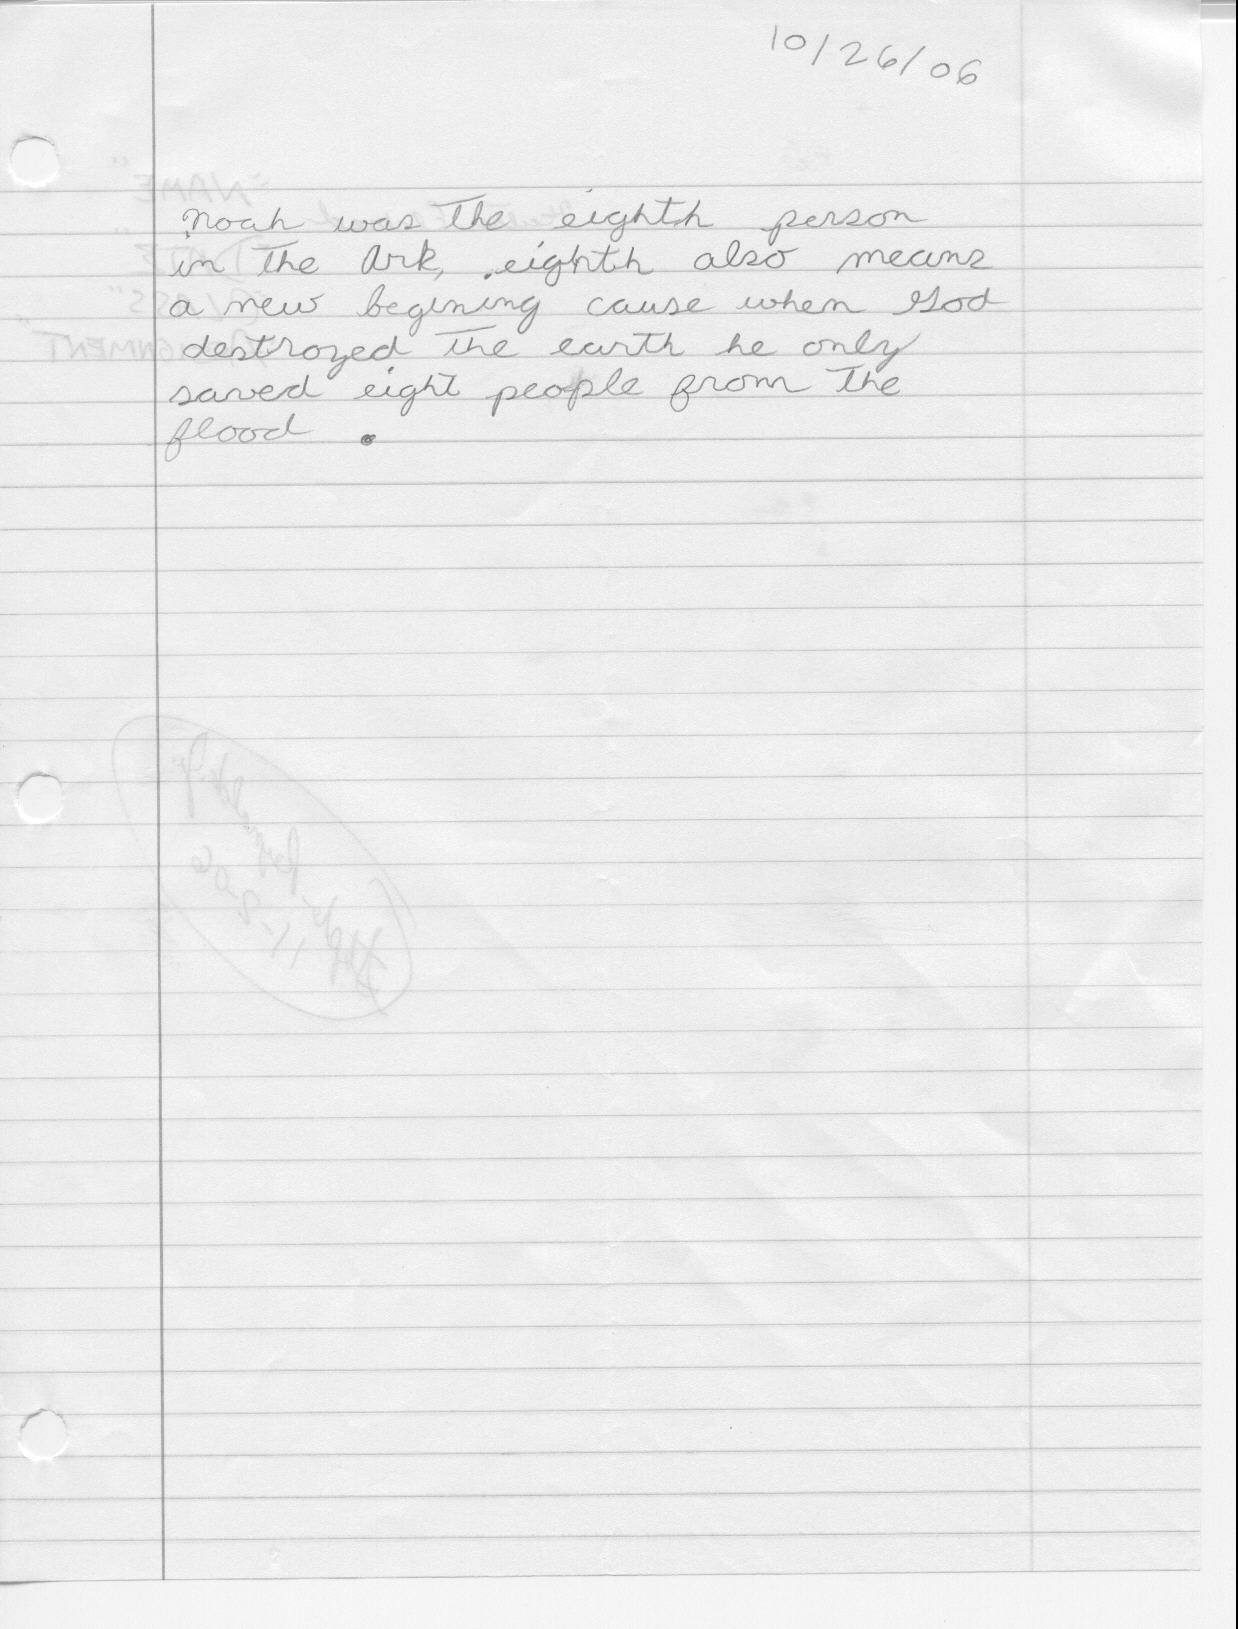 10/26/06
"NAME"
Noah was the eighth person
in the Ark, eighth also means
a new begining cause when God
destroyed the earth he only
saved eight people from the
flood .